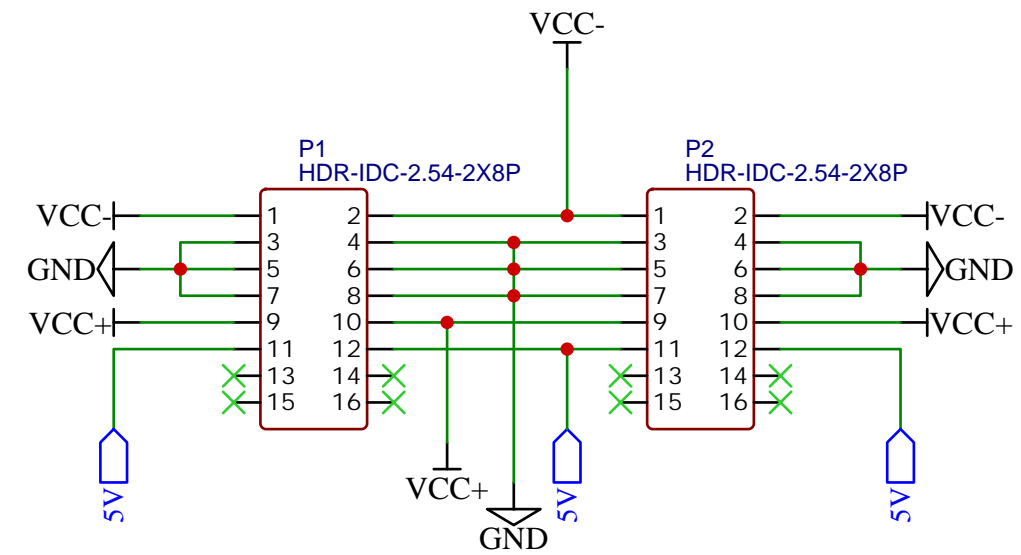 VCC-
P1
HDR-IDC-2.54-2X8P
P2
HDR-IDC-2.54-2X8P
VCC- 1 2 1 2 VCC-
3 4 3 4
GND 5 6 5 6 GND
7 8 7 8
VCC+ 9 10 9 10 VCC+
11 12 11 12
13 14 13 14
15 16 15 16
VCC+
5V
5V
5V
GND